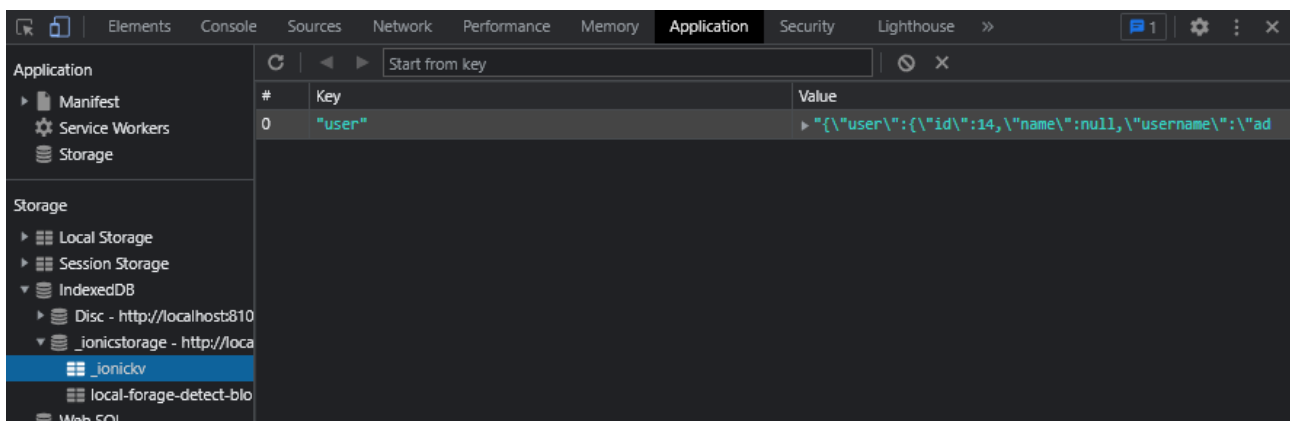 Elements Console Sources Network Performance Memory Application Security Lighthouse » 1
Application
Manifest
Service Workers
Storage
Storage
Local Storage
Session Storage
IndexedDB
Disc - http://localhost:810
_ionicstorage - http://loca
_ionickv
local-forage-detect-blo
Web SQL
Start from key
# Key Value
0 "user" "{\"user\":{\"id\":14,\"name\":null,\"username\":\"ad